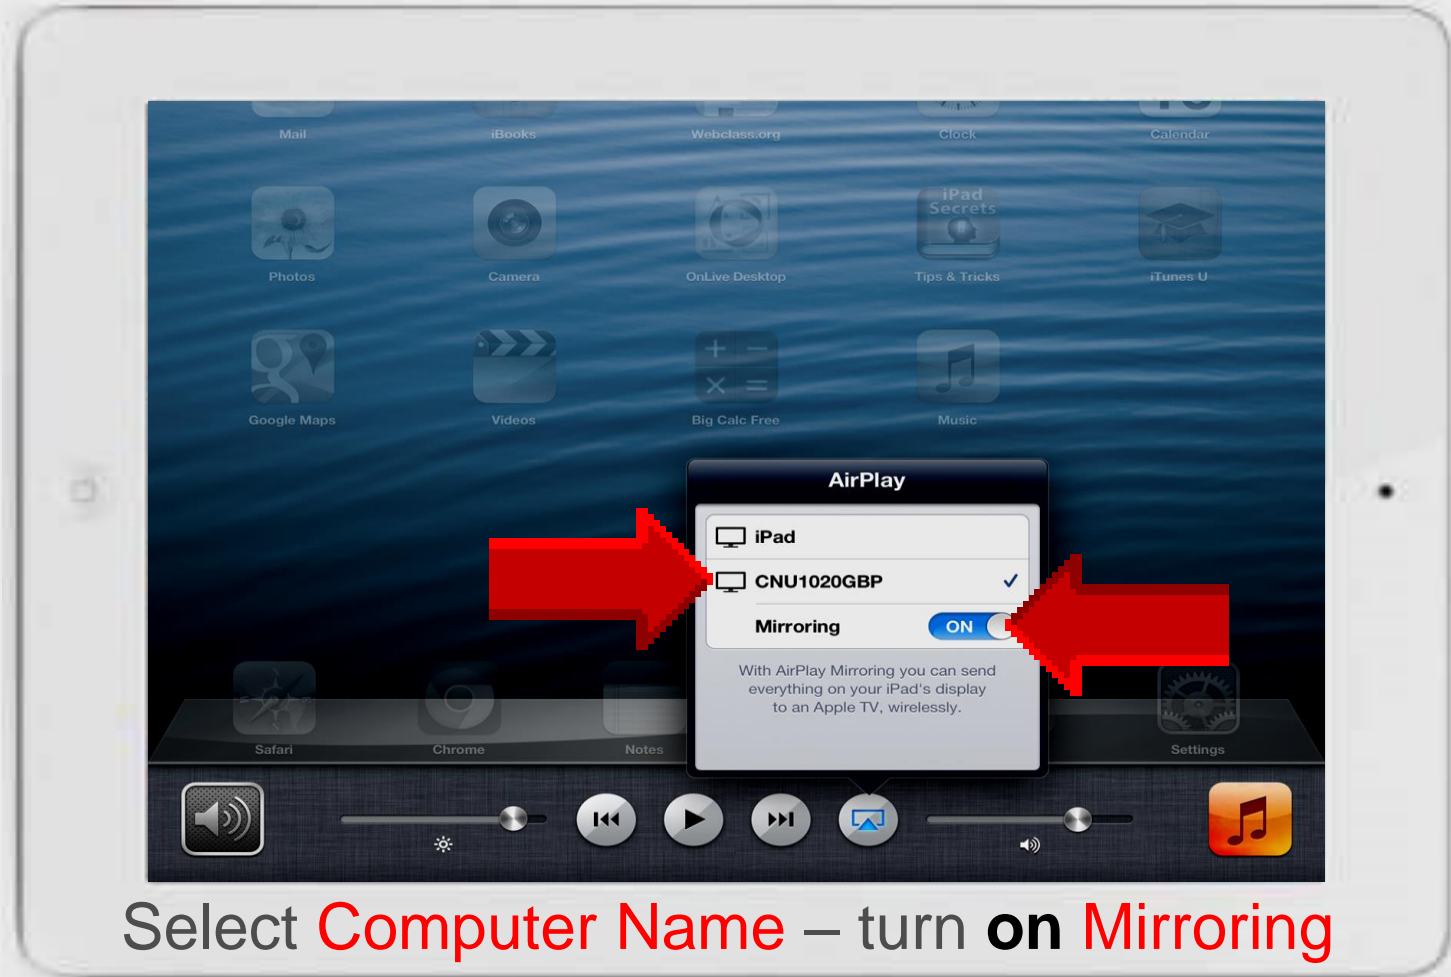 Mail iBooks Webclass.org Clock Calendar
iPad
Secrets
Photos Camera OnLive Desktop Tips & Tricks iTunes U
Google Maps Videos Big Calc Free Music
AirPlay
iPad
CNU1020GBP
Mirroring ON
With AirPlay Mirroring you can send
everything on your iPad's display
to an Apple TV, wirelessly.
Safari Chrome Notes Settings
Select Computer Name – turn on Mirroring